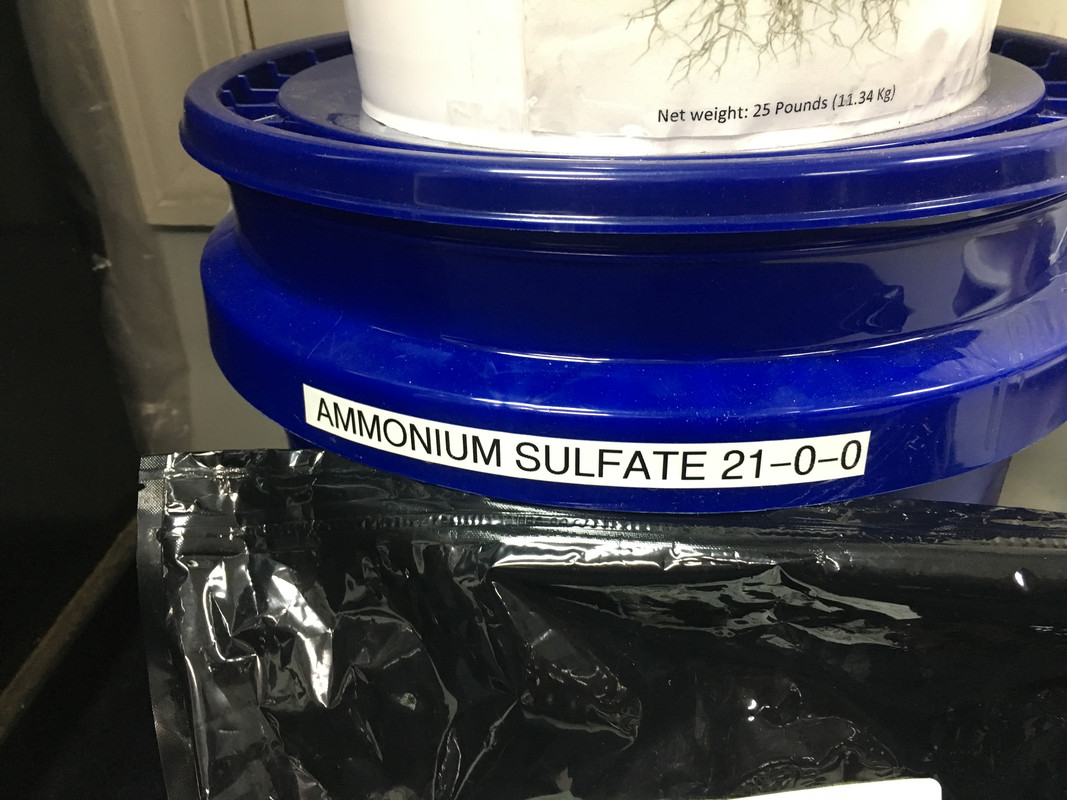 Net weight: 25 Pounds (11.34 Kg)
AMMONIUM SULFATE 21-0-0